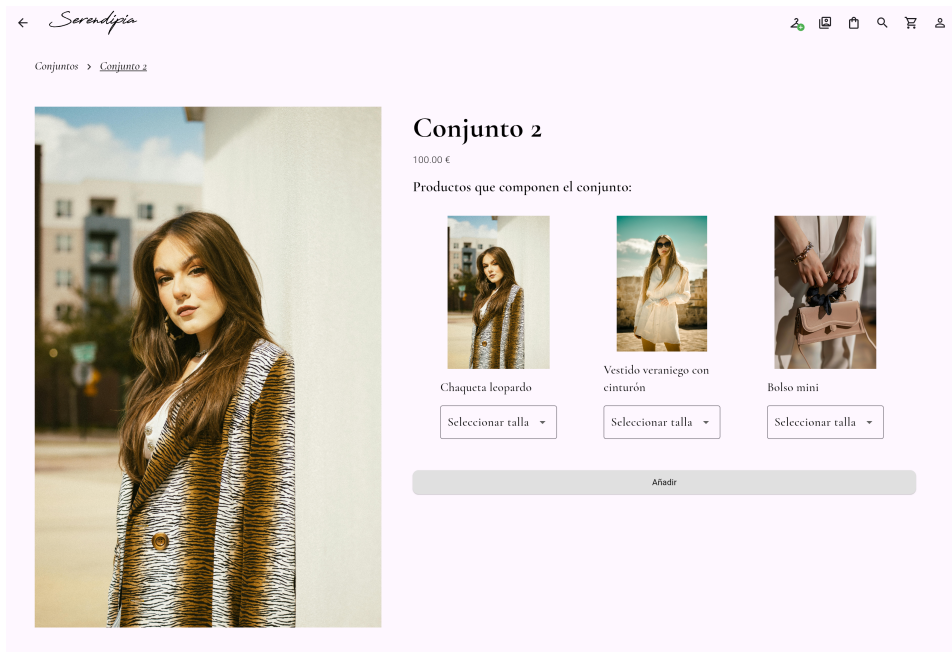 Serendipia
Conjuntos > Conjunto 2
Conjunto 2
100.00 €
Productos que componen el conjunto:
Chaqueta leopardo
Vestido veraniego con
cinturón
Bolso mini
Seleccionar talla
Seleccionar talla
Seleccionar talla
Añadir